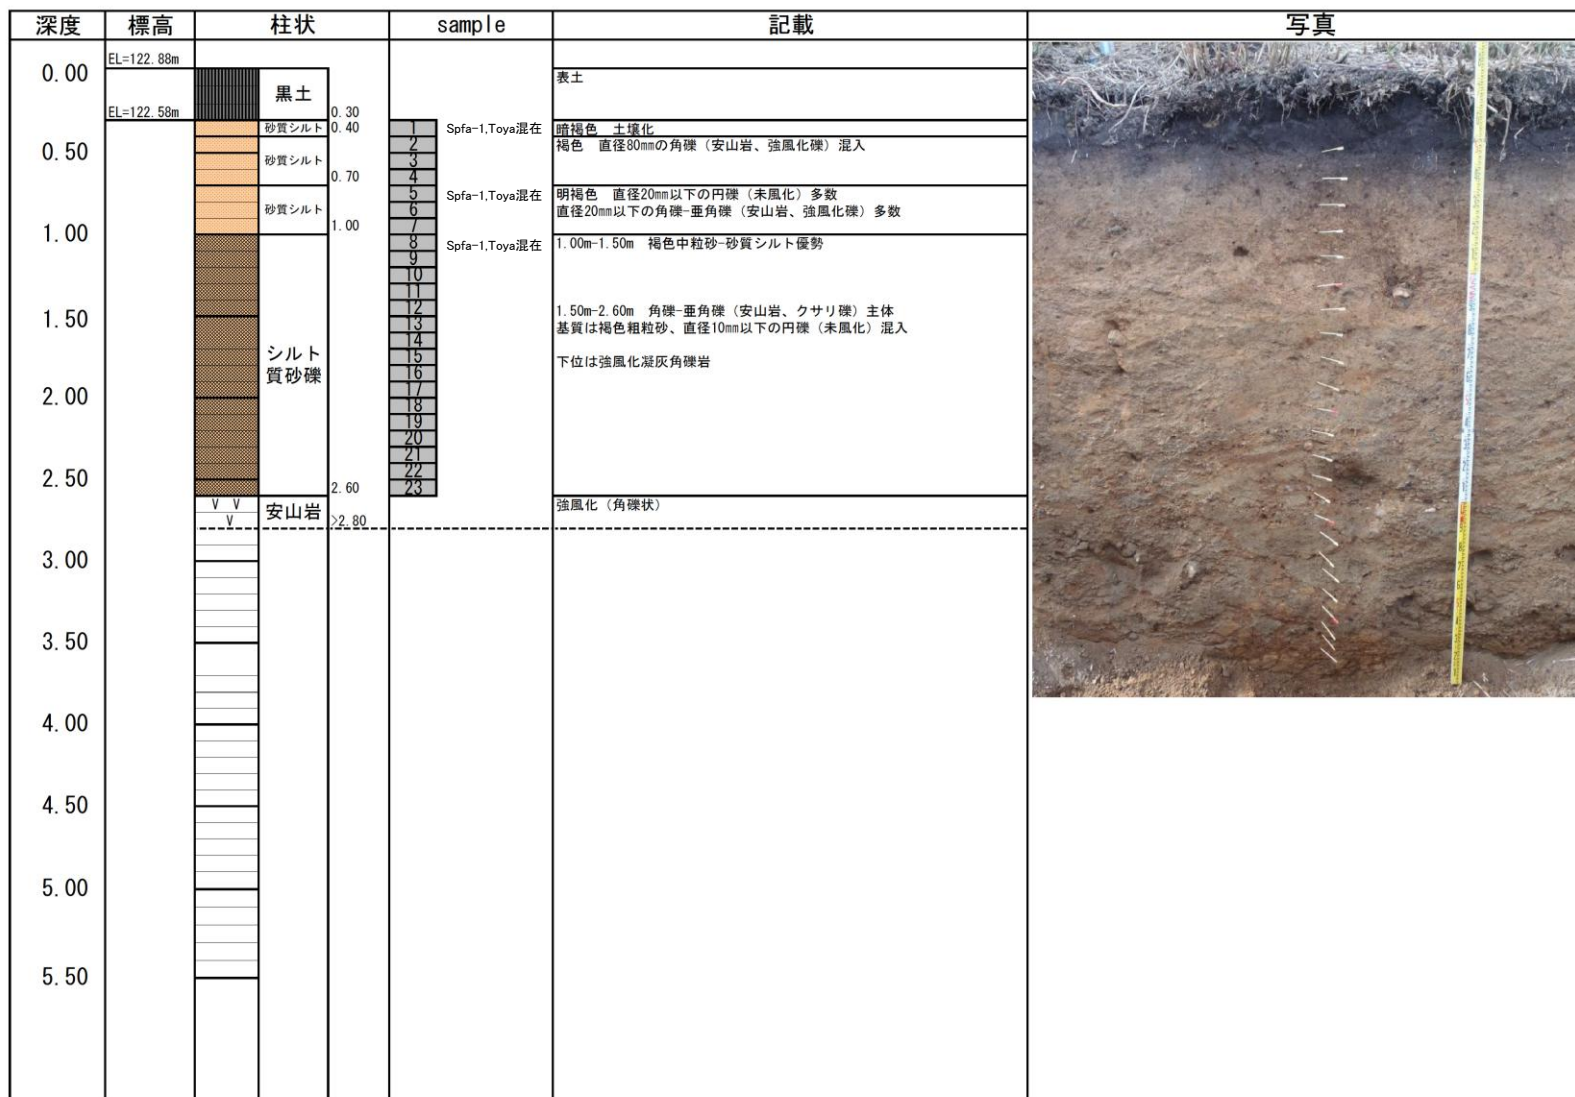 深度 標高 柱状 sample 記載 写真
EL=122.88m
0.00 黒土 表土
EL=122.58m 0.30
砂質シルト 0.40 1 Spfa-1,Toya混在 暗褐色 土壌化
0.50 砂質シルト 2 褐色 直径80mmの角礫（安山岩、強風化礫）混入
3
0.70 4
砂質シルト 5 Spfa-1,Toya混在 明褐色 直径20mm以下の円礫（未風化）多数
6 直径20mm以下の角礫-亜角礫（安山岩、強風化礫）多数
1.00 7
1.00 8 Spfa-1,Toya混在 1.00m-1.50m 褐色中粒砂-砂質シルト優勢
9
10
11
12 1.50m-2.60m 角礫-亜角礫（安山岩、クサリ礫）主体
1.50 13 基質は褐色粗粒砂、直径10mm以下の円礫（未風化）混入
14
シルト 15 下位は強風化凝灰角礫岩
質砂礫 16
17
2.00 18
19
20
21
22
2.50 2.60 23
V V 安山岩 強風化（角礫状）
V >2.80
3.00
3.50
4.00
4.50
5.00
5.50